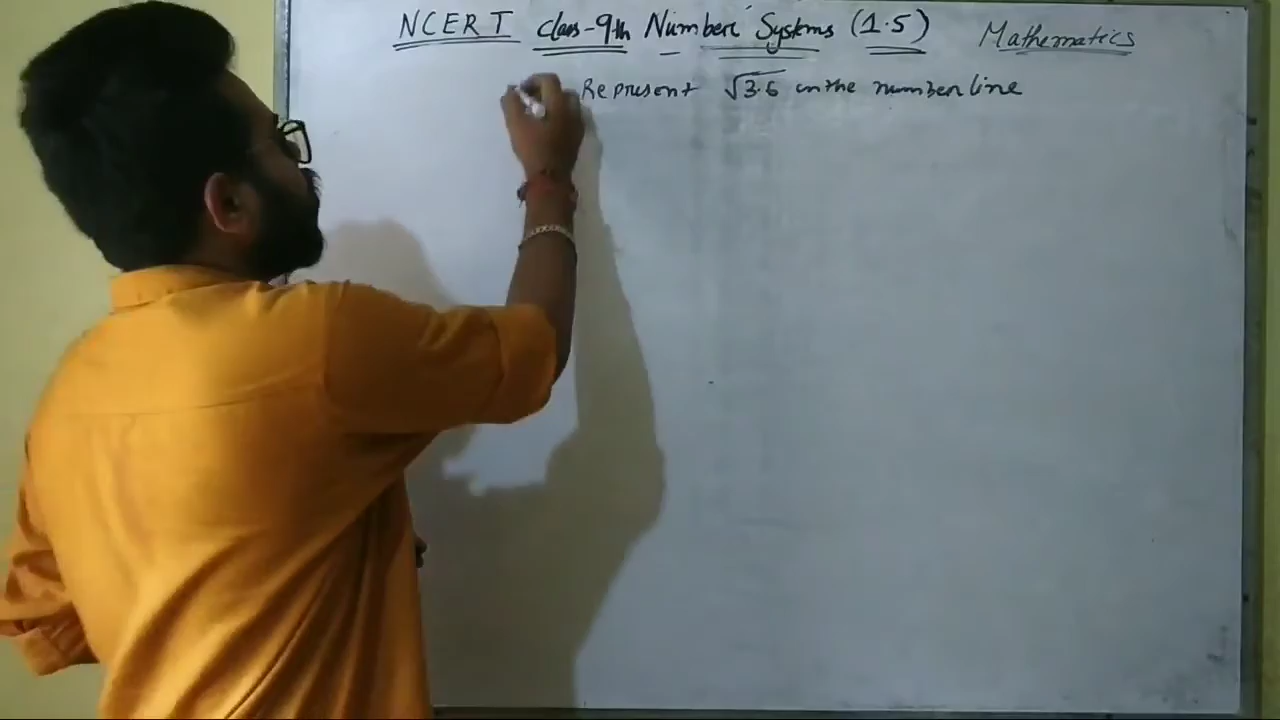 NCERT Class-9th Number Systems (1.5) Mathematics
Represent √3.6 on the number line